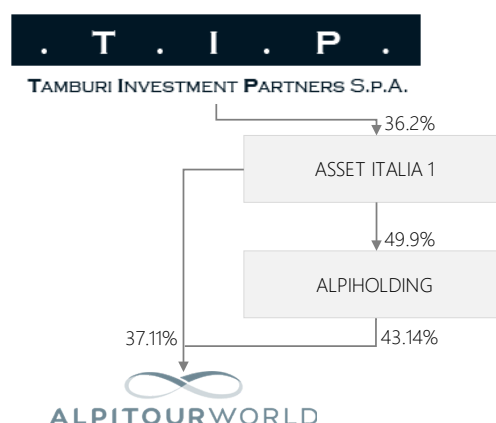 . T . I . P .
TAMBURI INVESTMENT PARTNERS S.P.A.
36.2%
ASSET ITALIA 1
49.9%
ALPIHOLDING
37.11%
43.14%
ALPITOURWORLD